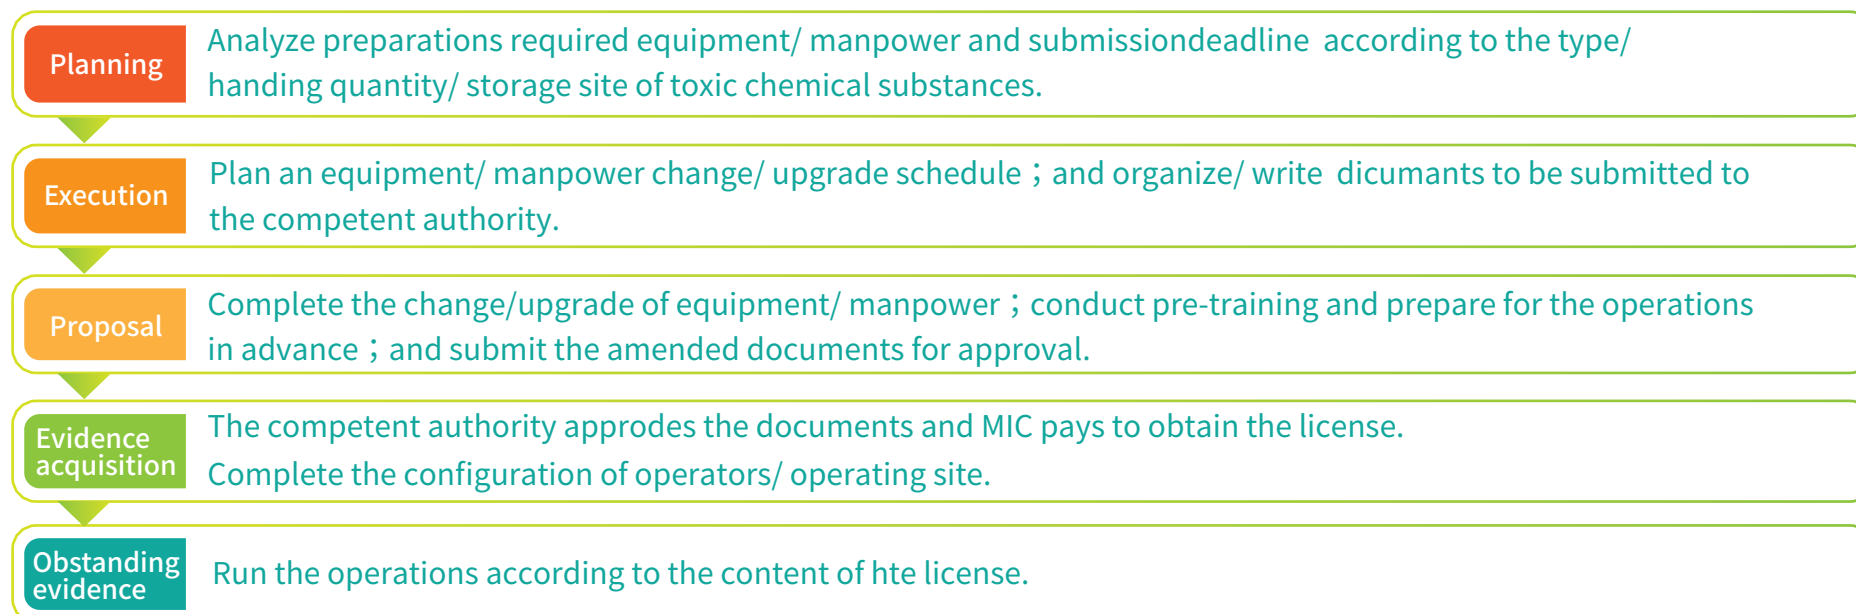 Planning
Analyze preparations required equipment/ manpower and submissiondeadline according to the type/
handing quantity/ storage site of toxic chemical substances.
Execution
Plan an equipment/ manpower change/ upgrade schedule；and organize/ write dicumants to be submitted to
the competent authority.
Proposal
Complete the change/upgrade of equipment/ manpower；conduct pre-training and prepare for the operations
in advance；and submit the amended documents for approval.
Evidence
acquisition
The competent authority approdes the documents and MIC pays to obtain the license.
Complete the configuration of operators/ operating site.
Obstanding
evidence
Run the operations according to the content of hte license.